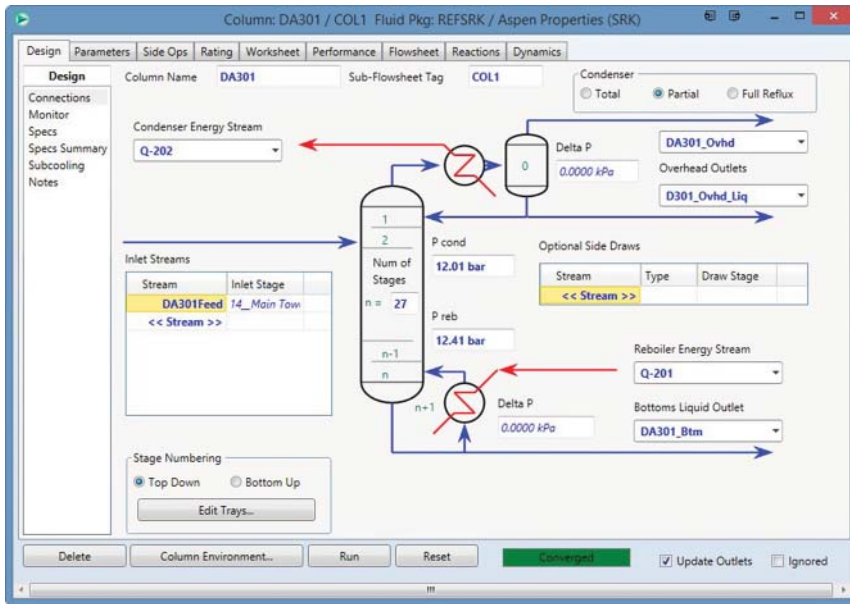 Column: DA301 / COL1 Fluid Pkg: REFSRK / Aspen Properties (SRK)
Design Parameters Side Ops Rating Worksheet Performance Flowsheet Reactions Dynamics
Design
Connections
Monitor
Specs
Specs Summary
Subcooling
Notes
Column Name DA301 Sub-Flowsheet Tag COL1
Condenser
Total Partial Full Reflux
Condenser Energy Stream
Q-202
0
Delta P
0.0000 kPa
DA301_Ovhd
Overhead Outlets
D301_Ovhd_Liq
1
2
Num of
Stages
n = 27
n-1
n
n+1
P cond
12.01 bar
P reb
12.41 bar
Optional Side Draws
Stream Type Draw Stage
<< Stream >>
Inlet Streams
Stream Inlet Stage
DA301Feed 14__Main Tow
<< Stream >>
Reboiler Energy Stream
Q-201
Delta P
0.0000 kPa
Bottoms Liquid Outlet
DA301_Btm
Stage Numbering
Top Down Bottom Up
Edit Trays...
Delete Column Environment... Run Reset Converged Update Outlets Ignored